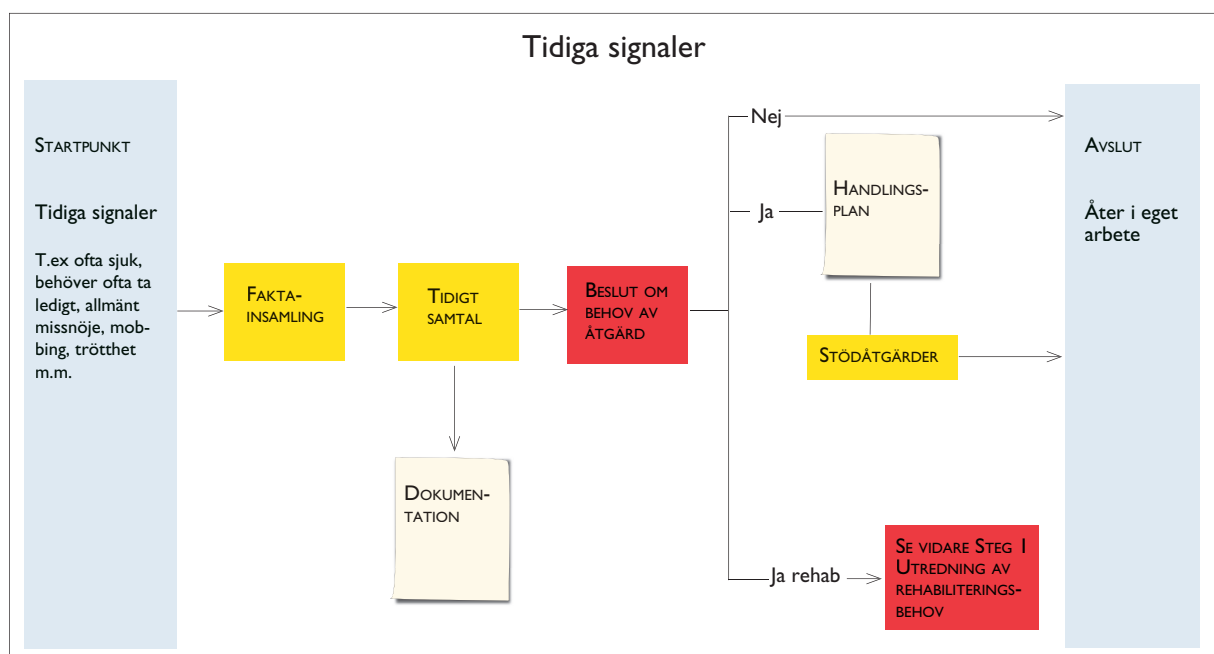 Tidiga signaler
STARTPUNKT
Tidiga signaler
T.ex ofta sjuk,
behöver ofta ta
ledigt, allmänt
missnöje, mob-
bing, trötthet
m.m.
FAKTA-
INSAMLING
TIDIGT
SAMTAL
DOKUMEN-
TATION
BESLUT OM
BEHOV AV
ÅTGÄRD
Nej
Ja
HANDLINGS-
PLAN
STÖDÅTGÄRDER
Ja rehab
SE VIDARE STEG 1
UTREDNING AV
REHABILITERINGS-
BEHOV
AVSLUT
Åter i eget
arbete